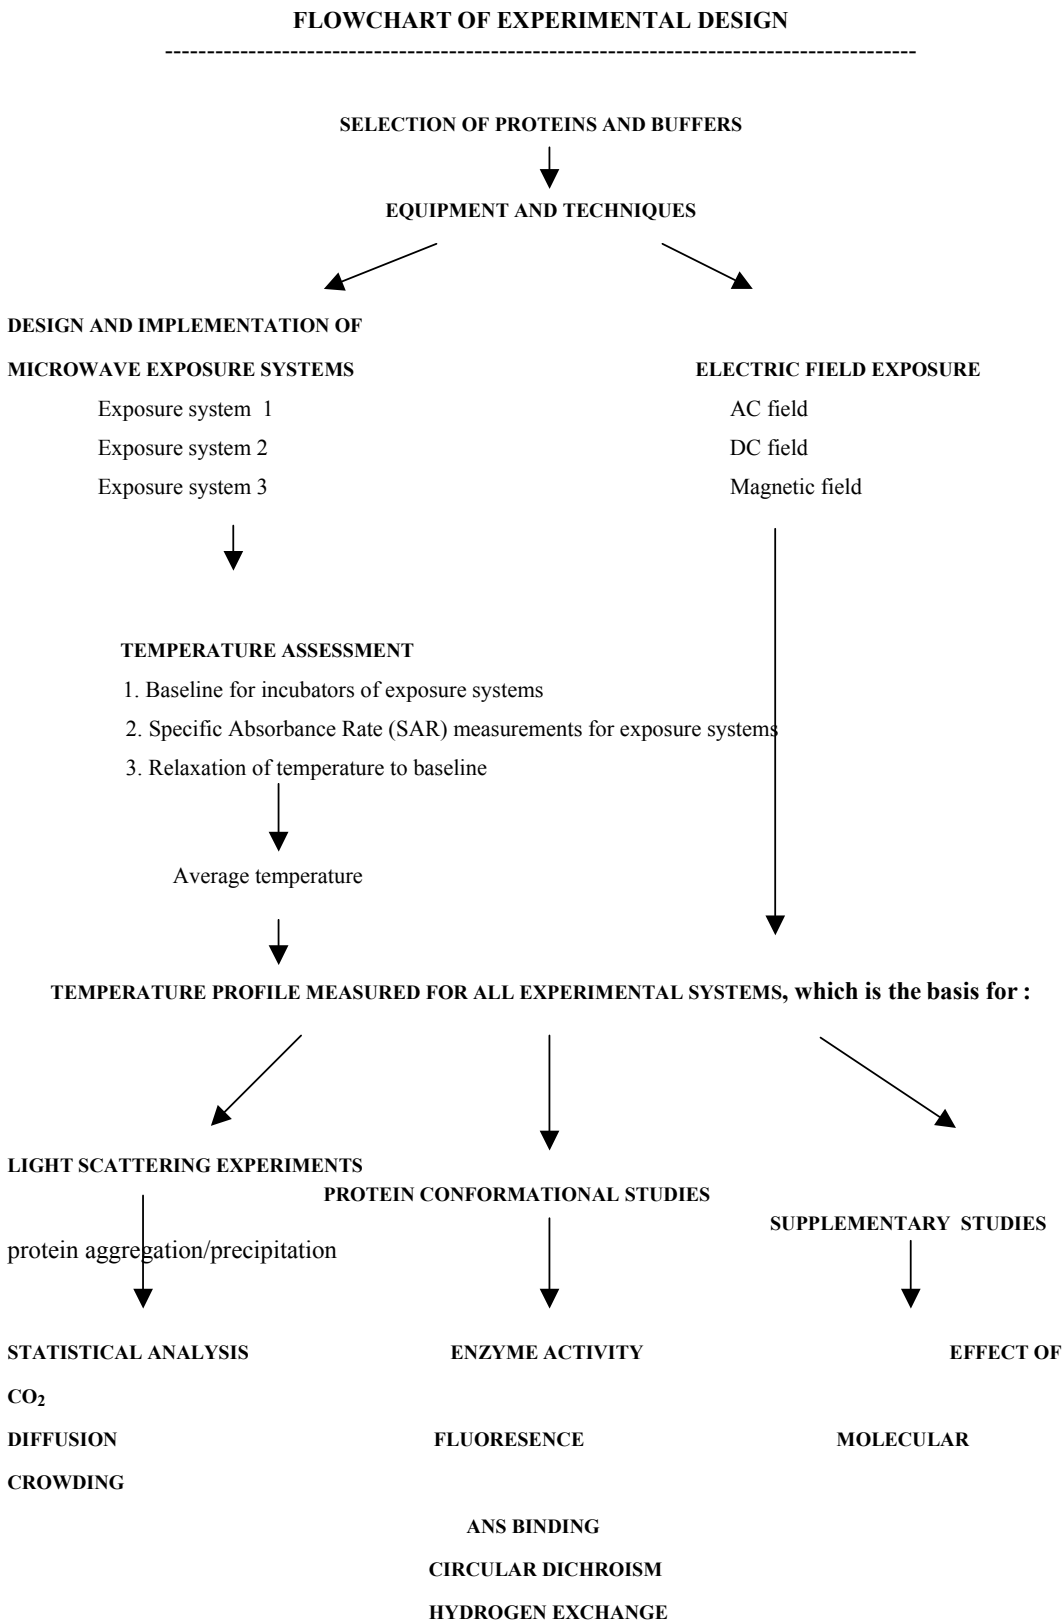 FLOWCHART OF EXPERIMENTAL DESIGN
-------------------------------------------------------------------------------------------
SELECTION OF PROTEINS AND BUFFERS
EQUIPMENT AND TECHNIQUES
DESIGN AND IMPLEMENTATION OF
MICROWAVE EXPOSURE SYSTEMS ELECTRIC FIELD EXPOSURE
Exposure system 1 AC field
Exposure system 2 DC field
Exposure system 3 Magnetic field
TEMPERATURE ASSESSMENT
1. Baseline for incubators of exposure systems
2. Specific Absorbance Rate (SAR) measurements for exposure systems
3. Relaxation of temperature to baseline
Average temperature
TEMPERATURE PROFILE MEASURED FOR ALL EXPERIMENTAL SYSTEMS, which is the basis for :
LIGHT SCATTERING EXPERIMENTS
PROTEIN CONFORMATIONAL STUDIES
SUPPLEMENTARY STUDIES
protein aggregation/precipitation
STATISTICAL ANALYSIS ENZYME ACTIVITY EFFECT OF
CO2
DIFFUSION FLUORESENCE MOLECULAR
CROWDING
ANS BINDING
CIRCULAR DICHROISM
HYDROGEN EXCHANGE